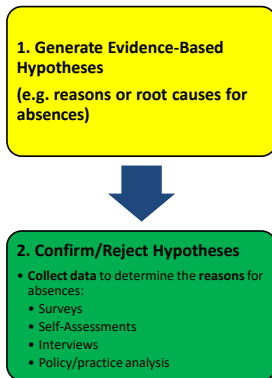 1. Generate Evidence-Based
Hypotheses
(e.g. reasons or root causes for
absences)
2. Confirm/Reject Hypotheses
• Collect data to determine the reasons for
absences:
• Surveys
• Self-Assessments
• Interviews
• Policy/practice analysis